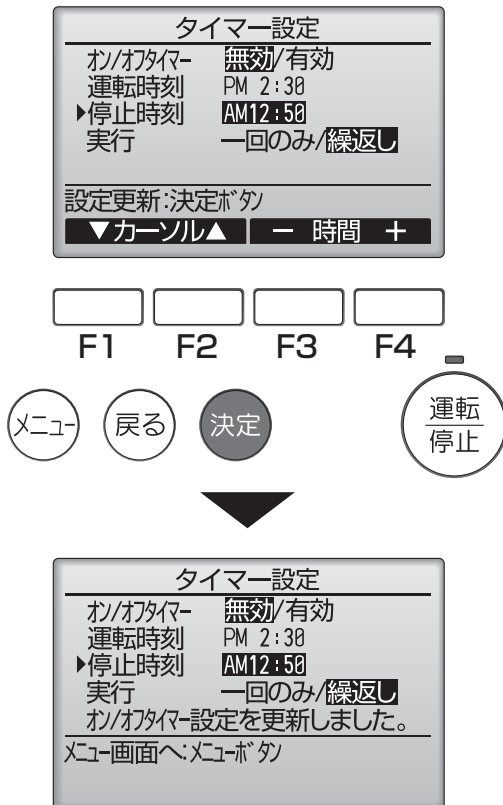 タイマー設定
オン/オフタイマー 無効/有効
運転時刻 PM 2:30
▶停止時刻 AM12:50
実行 一回のみ/繰返し
設定更新:決定ボタン
▼カーソル▲ － 時間 ＋
F1 F2 F3 F4
メニュー 戻る 決定 運転
停止
タイマー設定
オン/オフタイマー 無効/有効
運転時刻 PM 2:30
▶停止時刻 AM12:50
実行 一回のみ/繰返し
オン/オフタイマー設定を更新しました。
メニュー画面へ:メニューボタン